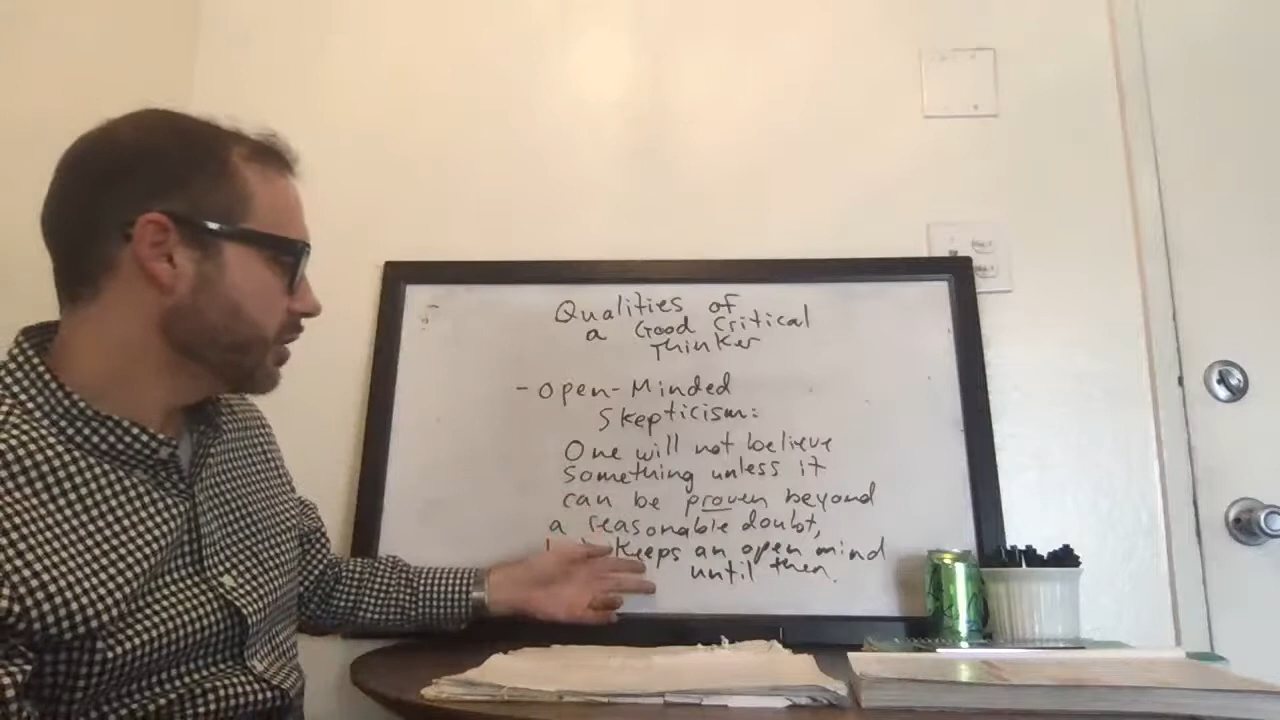 Qualities of
a Good Critical
Thinker
- Open-Minded
Skepticism:
One will not believe
something unless it
can be proven beyond
a reasonable doubt,
keeps an open mind
until then.